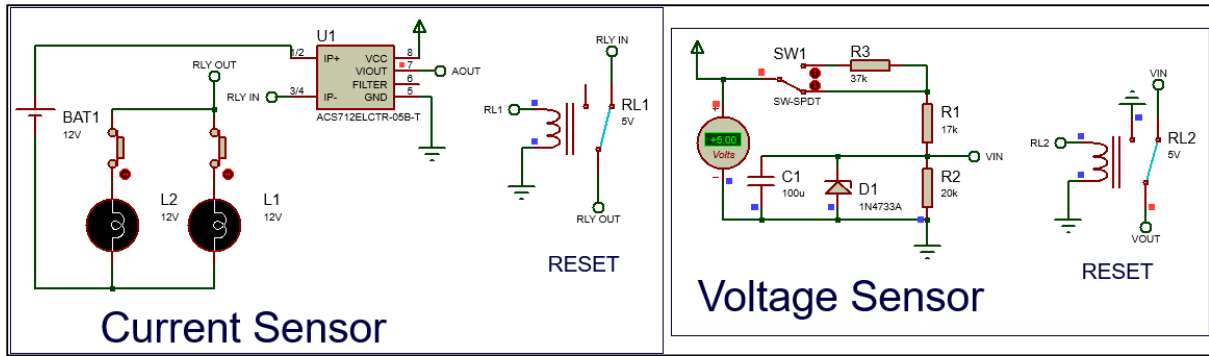 U1
1/2
IP+
VCC
8
VIOUT
7
AOUT
FILTER
6
RLY IN
3/4
IP-
GND
5
ACS712ELCTR-05B-T
RLY OUT
BAT1
12V
L2
12V
L1
12V
RLY IN
RL1
RL1
5V
RLY OUT
RESET
Current Sensor
SW1
SW-SPDT
R3
37k
R1
17k
+5.00
Volts
+
VIN
C1
100u
D1
1N4733A
R2
20k
VIN
RL2
RL2
5V
VOUT
RESET
Voltage Sensor